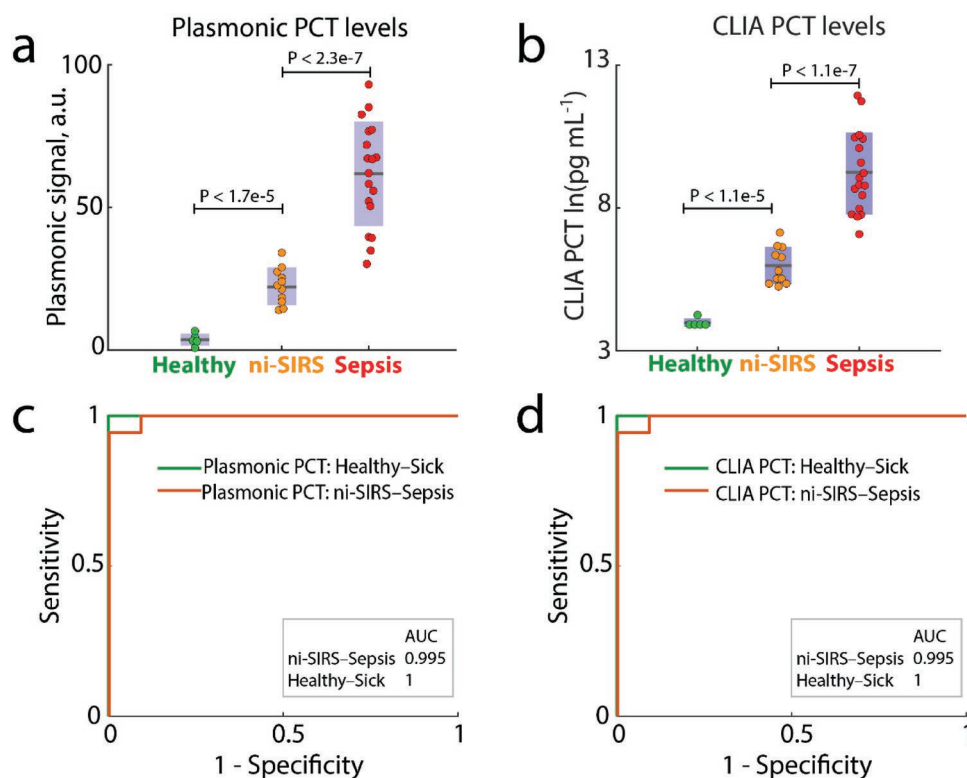 a
Plasmonic PCT levels
100
50
0
Plasmonic signal, a.u.
P < 2.3e-7
P < 1.7e-5
Healthy ni-SIRS Sepsis
b
CLIA PCT levels
13
8
3
CLIA PCT ln(pg mL⁻¹)
P < 1.1e-7
P < 1.1e-5
Healthy ni-SIRS Sepsis
c
1
0.5
0
Sensitivity
Plasmonic PCT: Healthy–Sick
Plasmonic PCT: ni-SIRS–Sepsis
AUC
ni-SIRS–Sepsis 0.995
Healthy–Sick 1
0 0.5 1
1 - Specificity
d
1
0.5
0
Sensitivity
CLIA PCT: Healthy–Sick
CLIA PCT: ni-SIRS–Sepsis
AUC
ni-SIRS–Sepsis 0.995
Healthy–Sick 1
0 0.5 1
1 - Specificity